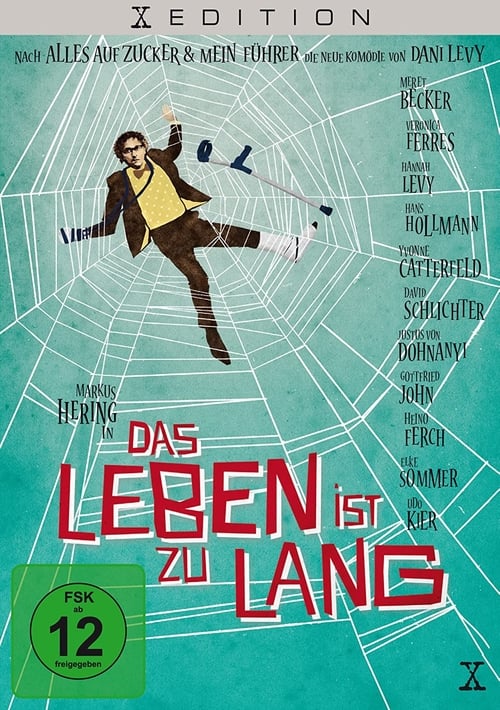 X EDITION
NACH ALLES AUF ZUCKER & MEIN FÜHRER DIE NEUE KOMÖDIE VON DANI LEVY
MERET
BECKER
VERONICA
FERRES
HANNAH
LEVY
HANS
HOLLMANN
YVONNE
CATTERFELD
DAVID
SCHLICHTER
JUSTUS VON
DOHNANYI
GOTTFRIED
JOHN
HEINO
FERCH
ELKE
SOMMER
UDO
KIER
MARKUS
HERING
IN
DAS
LEBEN IST
ZU LANG
FSK
ab
12
freigegeben
X